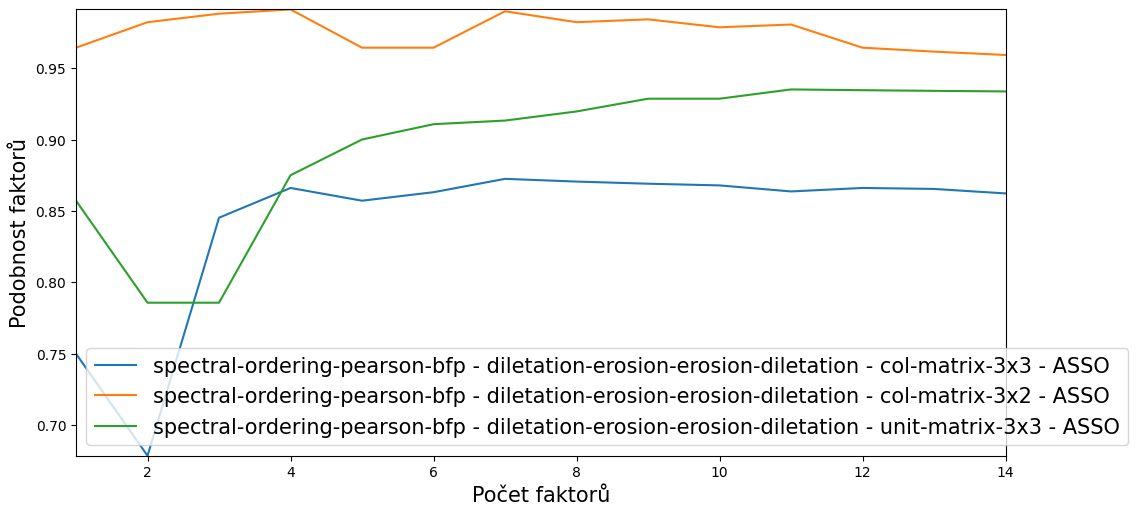 0.95
0.90
0.85
0.80
0.75
0.70
Podobnost faktorů
spectral-ordering-pearson-bfp - diletation-erosion-erosion-diletation - col-matrix-3x3 - ASSO
spectral-ordering-pearson-bfp - diletation-erosion-erosion-diletation - col-matrix-3x2 - ASSO
spectral-ordering-pearson-bfp - diletation-erosion-erosion-diletation - unit-matrix-3x3 - ASSO
2 4 6 8 10 12 14
Počet faktorů